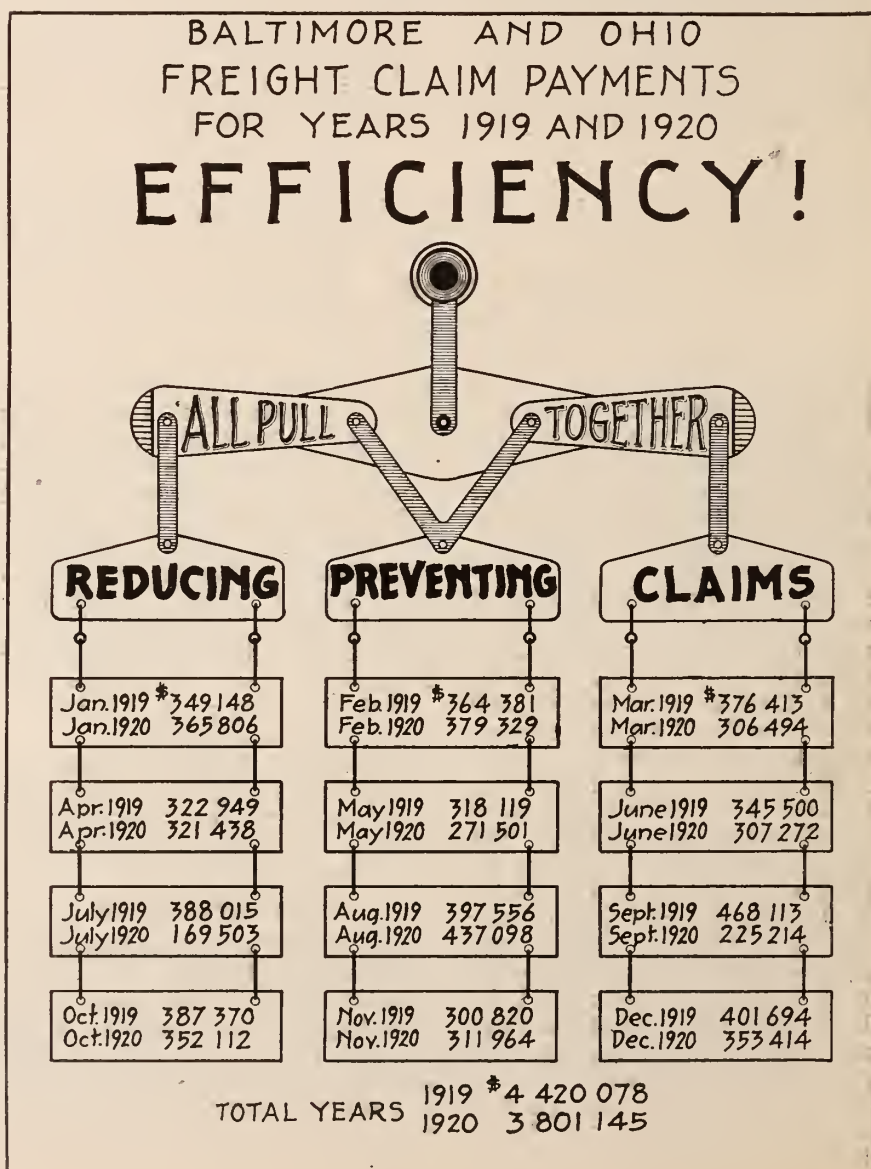 BALTIMORE AND OHIO
FREIGHT CLAIM PAYMENTS
FOR YEARS 1919 AND 1920
EFFICIENCY!
ALL PULL TOGETHER
REDUCING PREVENTING CLAIMS
Jan. 1919 $349 148
Jan. 1920 365 806
Feb. 1919 $364 381
Feb. 1920 379 329
Mar. 1919 $376 413
Mar. 1920 306 494
Apr. 1919 322 949
Apr. 1920 321 438
May 1919 318 119
May 1920 271 501
June 1919 345 500
June 1920 307 272
July 1919 388 015
July 1920 169 503
Aug. 1919 397 556
Aug. 1920 437 098
Sept. 1919 468 113
Sept. 1920 225 214
Oct. 1919 387 370
Oct. 1920 352 112
Nov. 1919 300 820
Nov. 1920 311 964
Dec. 1919 401 694
Dec. 1920 353 414
TOTAL YEARS 1919 $4 420 078
1920 3 801 145